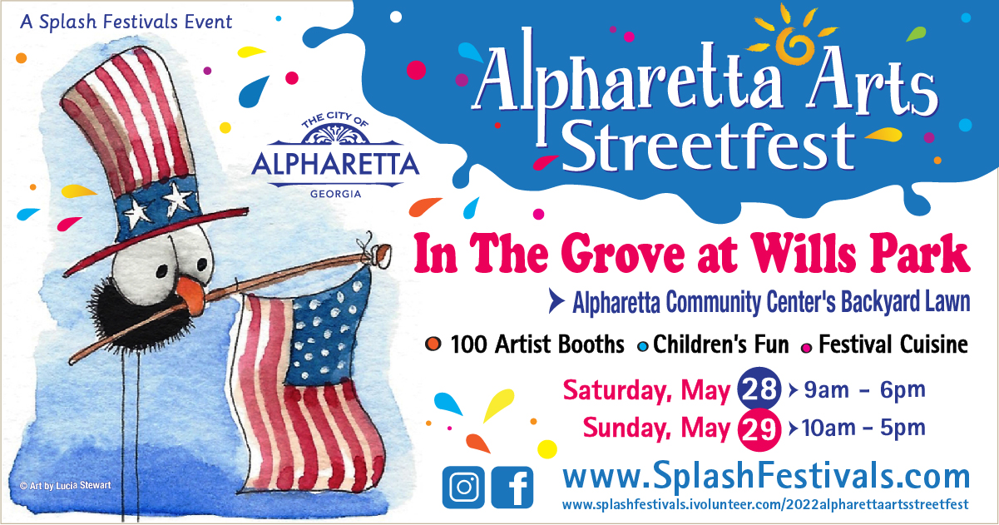 A Splash Festivals Event
Alpharetta Arts
Streetfest
THE CITY OF
ALPHARETTA
GEORGIA
In The Grove at Wills Park
Alpharetta Community Center's Backyard Lawn
100 Artist Booths
Children's Fun
Festival Cuisine
Saturday, May 28 9am - 6pm
Sunday, May 29 10am - 5pm
© Art by Lucia Stewart
www.SplashFestivals.com
www.splashfestivals.ivolunteer.com/2022alpharettaartsstreetfest